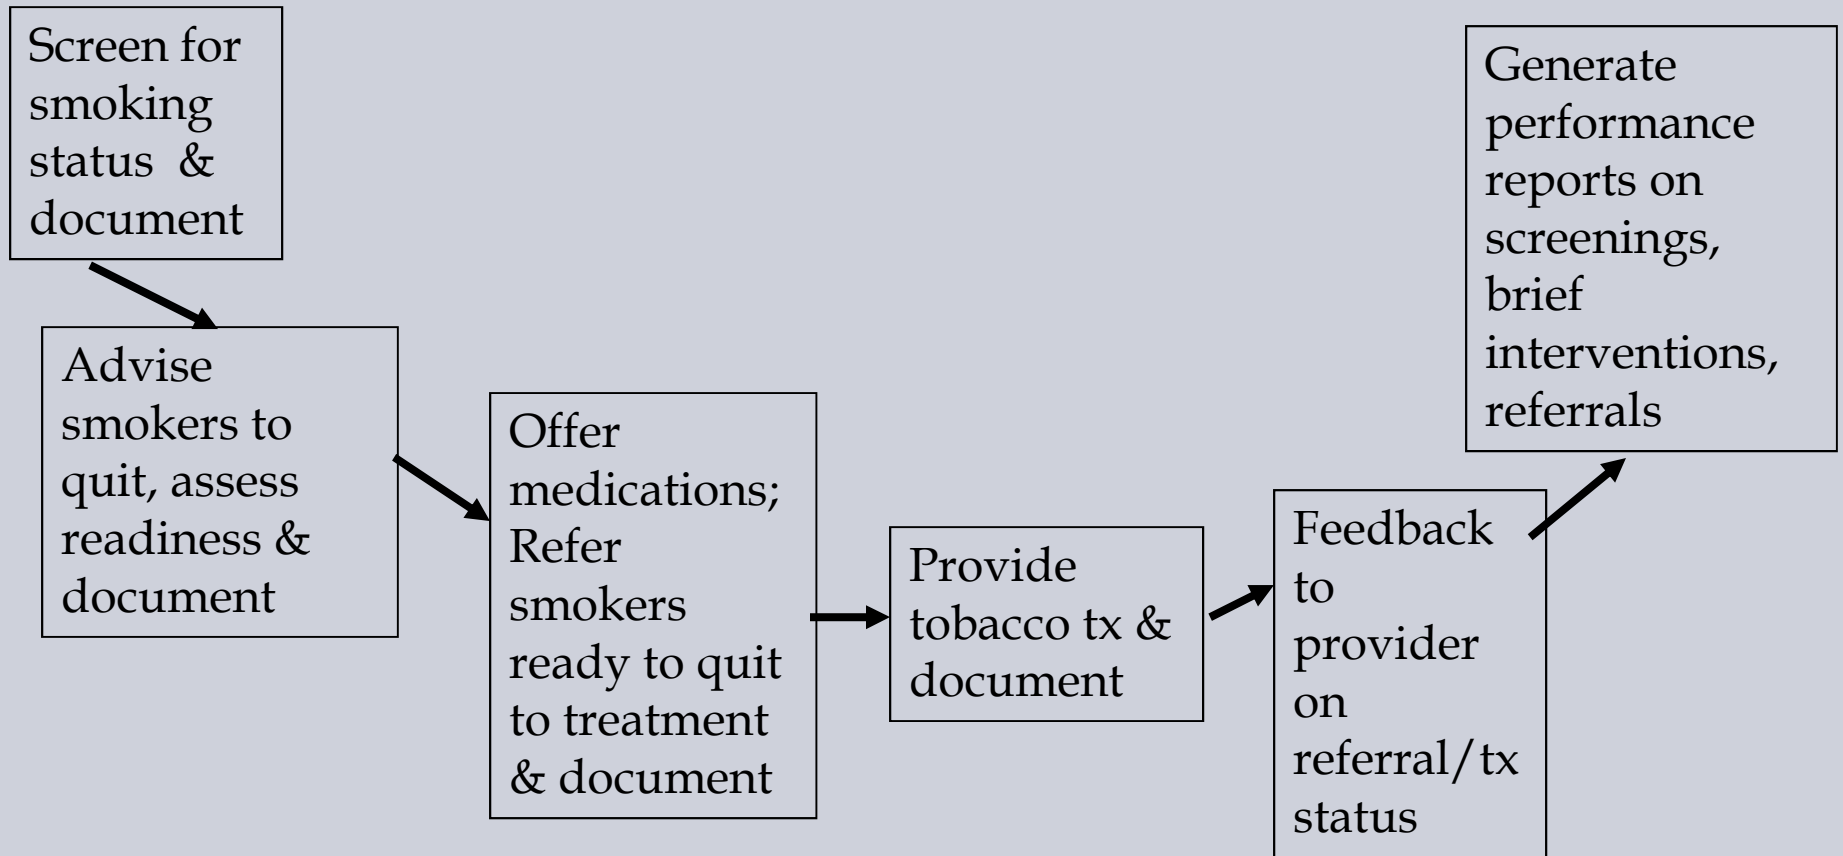 Screen for
smoking
status & 
document
Advise
smokers to
quit, assess
readiness &
document
Offer
medications;
Refer
smokers
ready to quit
to treatment
& document
Provide
tobacco tx &
document
Feedback
to
provider
on
referral/tx
status
Generate
performance
reports on
screenings,
brief
interventions,
referrals